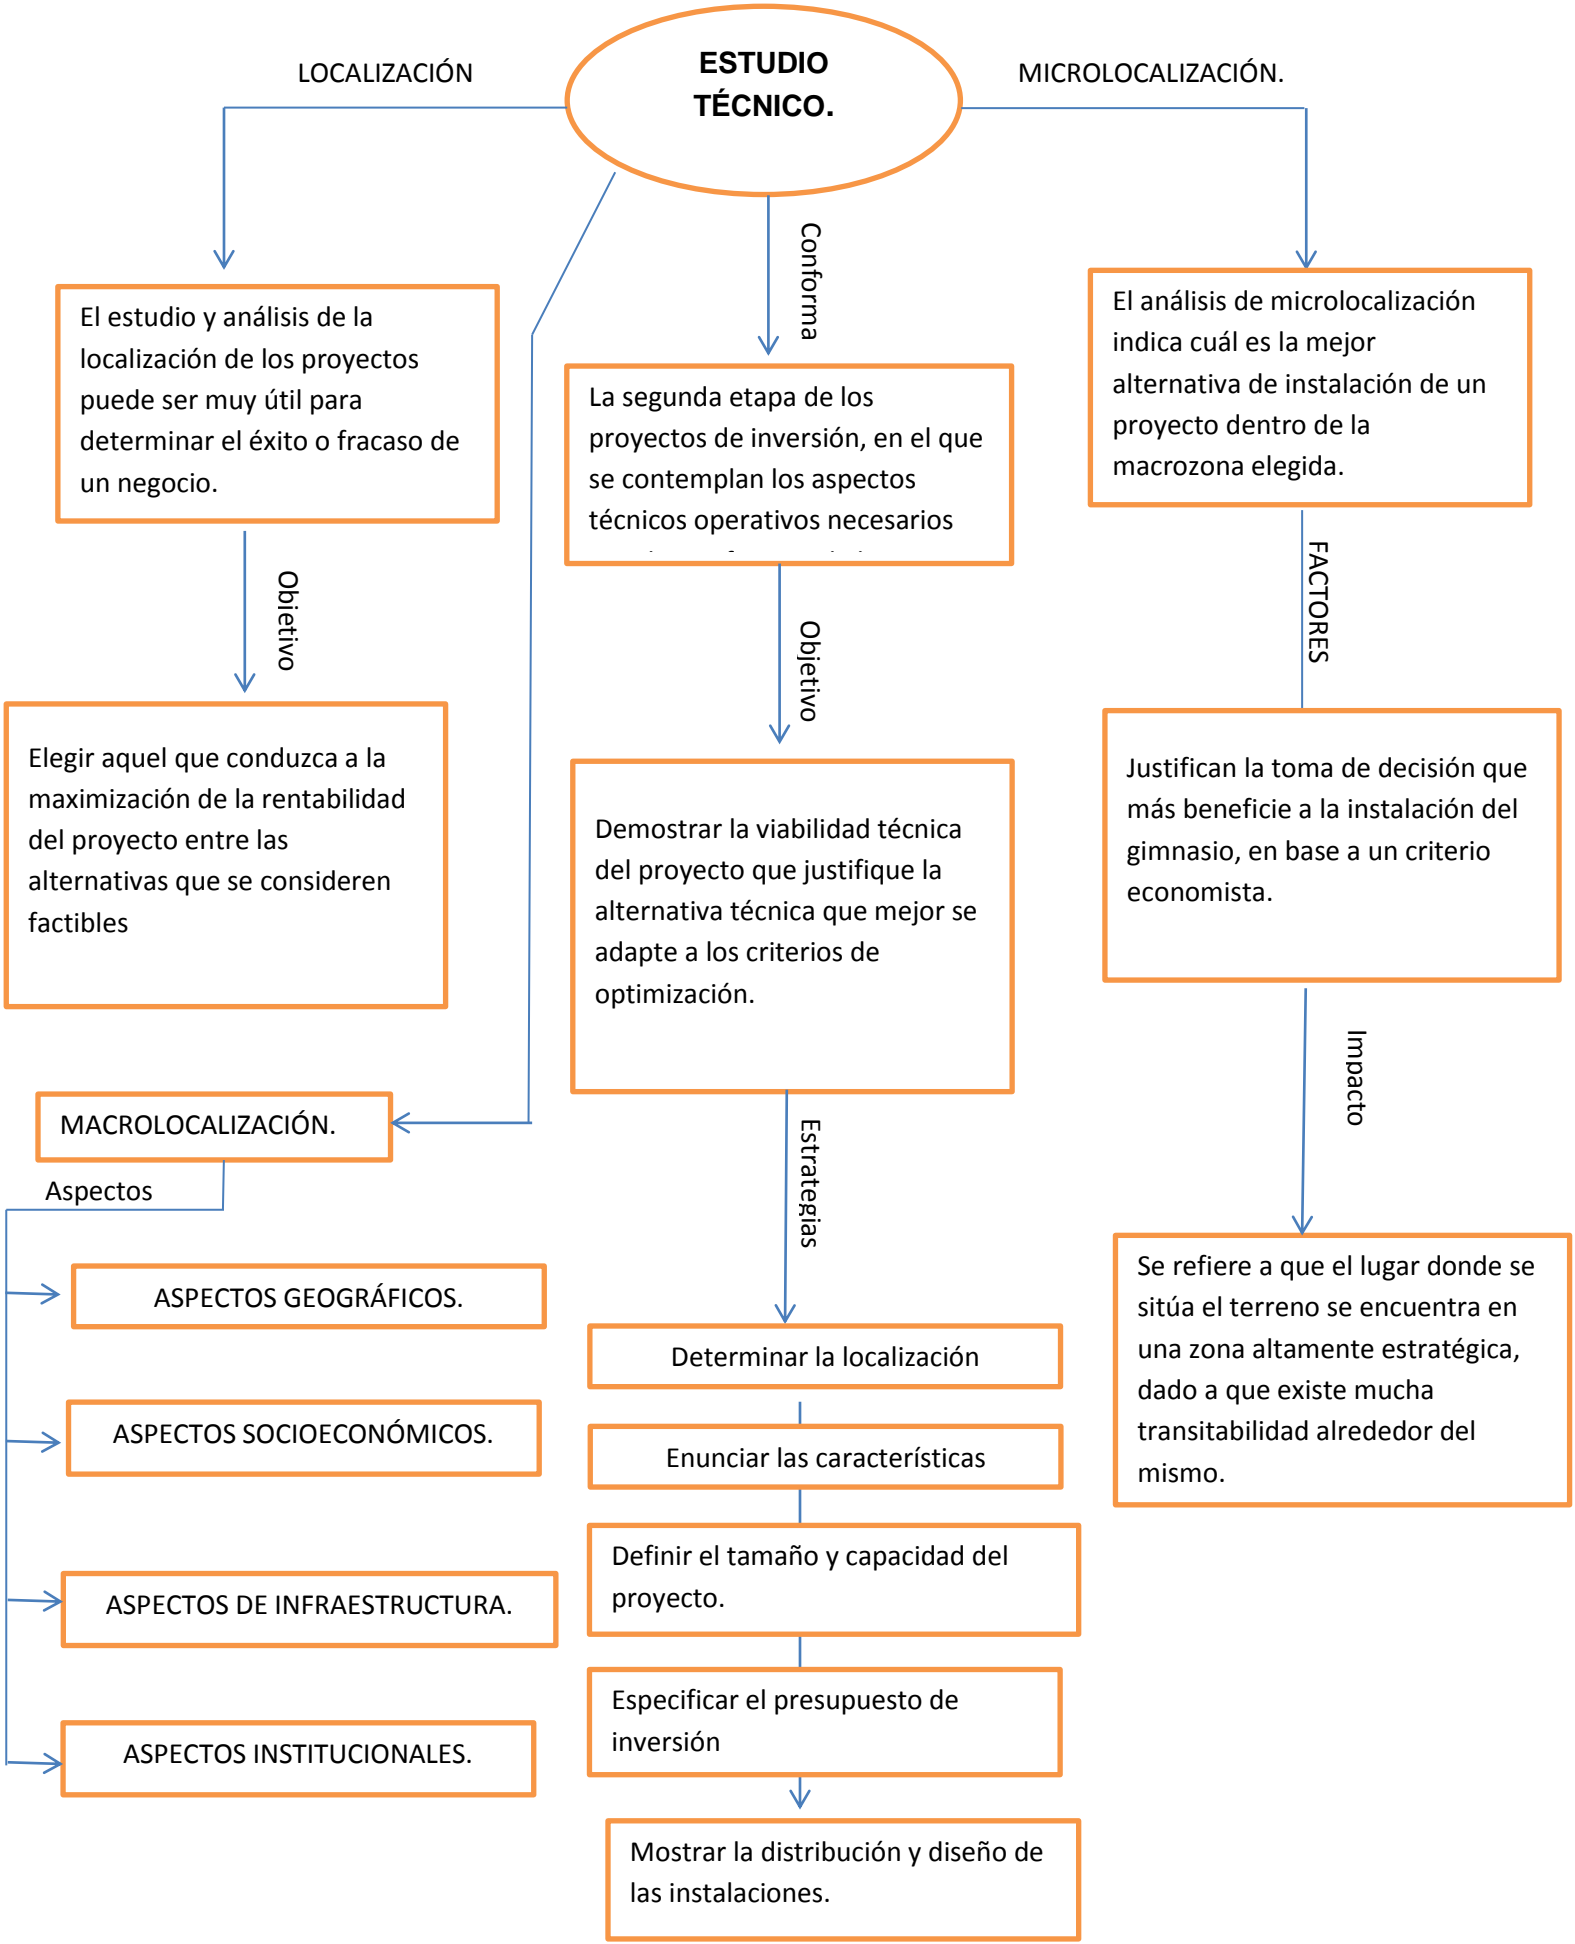 ESTUDIO
TÉCNICO.
LOCALIZACIÓN
MICROLOCALIZACIÓN.
El estudio y análisis de la
localización de los proyectos
puede ser muy útil para
determinar el éxito o fracaso de
un negocio.
Objetivo
Elegir aquel que conduzca a la
maximización de la rentabilidad
del proyecto entre las
alternativas que se consideren
factibles
MACROLOCALIZACIÓN.
Aspectos
ASPECTOS GEOGRÁFICOS.
ASPECTOS SOCIOECONÓMICOS.
ASPECTOS DE INFRAESTRUCTURA.
ASPECTOS INSTITUCIONALES.
Conforma
La segunda etapa de los
proyectos de inversión, en el que
se contemplan los aspectos
técnicos operativos necesarios
Objetivo
Demostrar la viabilidad técnica
del proyecto que justifique la
alternativa técnica que mejor se
adapte a los criterios de
optimización.
Estrategias
Determinar la localización
Enunciar las características
Definir el tamaño y capacidad del
proyecto.
Especificar el presupuesto de
inversión
Mostrar la distribución y diseño de
las instalaciones.
El análisis de microlocalización
indica cuál es la mejor
alternativa de instalación de un
proyecto dentro de la
macrozona elegida.
FACTORES
Justifican la toma de decisión que
más beneficie a la instalación del
gimnasio, en base a un criterio
economista.
Impacto
Se refiere a que el lugar donde se
sitúa el terreno se encuentra en
una zona altamente estratégica,
dado a que existe mucha
transitabilidad alrededor del
mismo.